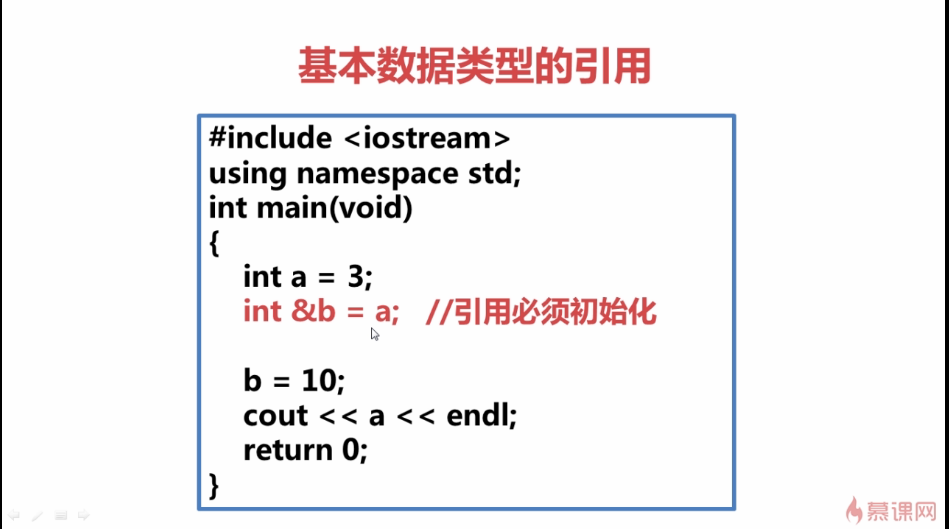 基本数据类型的引用
#include <iostream>
using namespace std;
int main(void)
{
int a = 3;
int &b = a; //引用必须初始化
b = 10;
cout << a << endl;
return 0;
}
慕课网